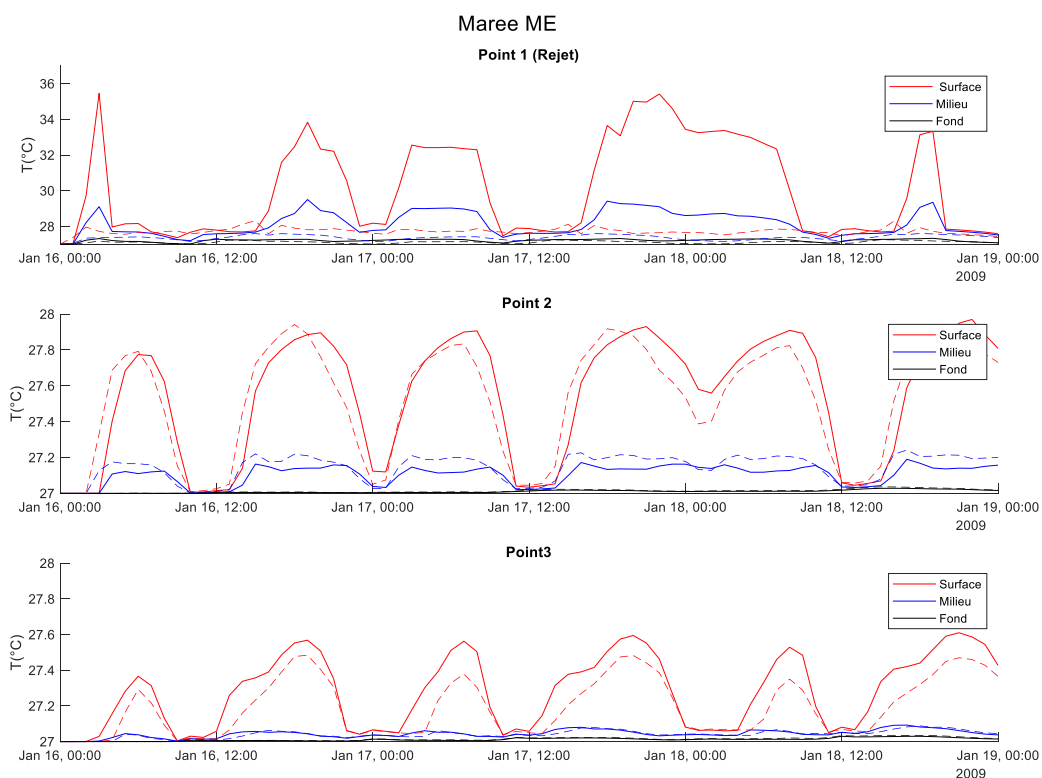 Maree ME
Point 1 (Rejet)
T(°C)
36
34
32
30
28
Surface
Milieu
Fond
Jan 16, 00:00 Jan 16, 12:00 Jan 17, 00:00 Jan 17, 12:00 Jan 18, 00:00 Jan 18, 12:00 Jan 19, 00:00
2009
Point 2
T(°C)
28
27.8
27.6
27.4
27.2
27
Surface
Milieu
Fond
Jan 16, 00:00 Jan 16, 12:00 Jan 17, 00:00 Jan 17, 12:00 Jan 18, 00:00 Jan 18, 12:00 Jan 19, 00:00
2009
Point3
T(°C)
28
27.8
27.6
27.4
27.2
27
Surface
Milieu
Fond
Jan 16, 00:00 Jan 16, 12:00 Jan 17, 00:00 Jan 17, 12:00 Jan 18, 00:00 Jan 18, 12:00 Jan 19, 00:00
2009